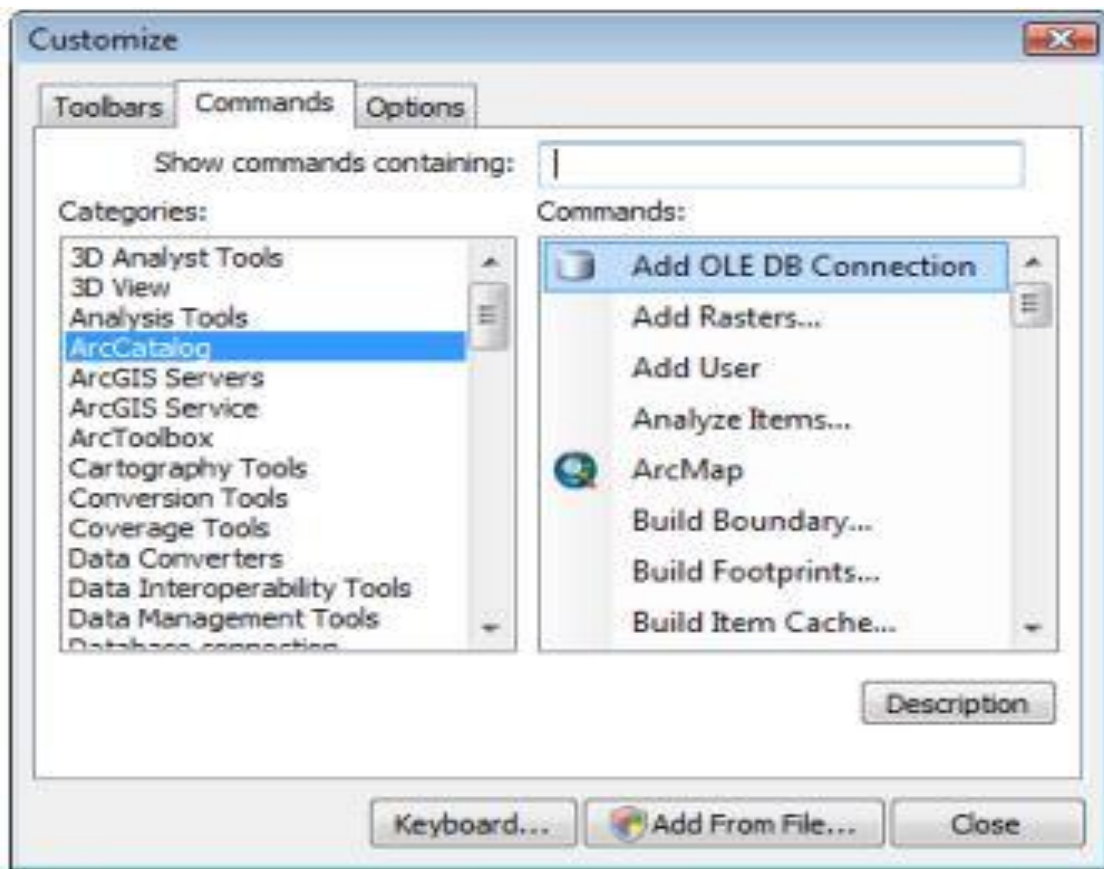 Customize
Toolbars Commands Options
Show commands containing:
Categories:
3D Analyst Tools
3D View
Analysis Tools
ArcCatalog
ArcGIS Servers
ArcGIS Service
ArcToolbox
Cartography Tools
Conversion Tools
Coverage Tools
Data Converters
Data Interoperability Tools
Data Management Tools
Database connection
Commands:
Add OLE DB Connection
Add Rasters...
Add User
Analyze Items...
ArcMap
Build Boundary...
Build Footprints...
Build Item Cache...
Description
Keyboard... Add From File... Close